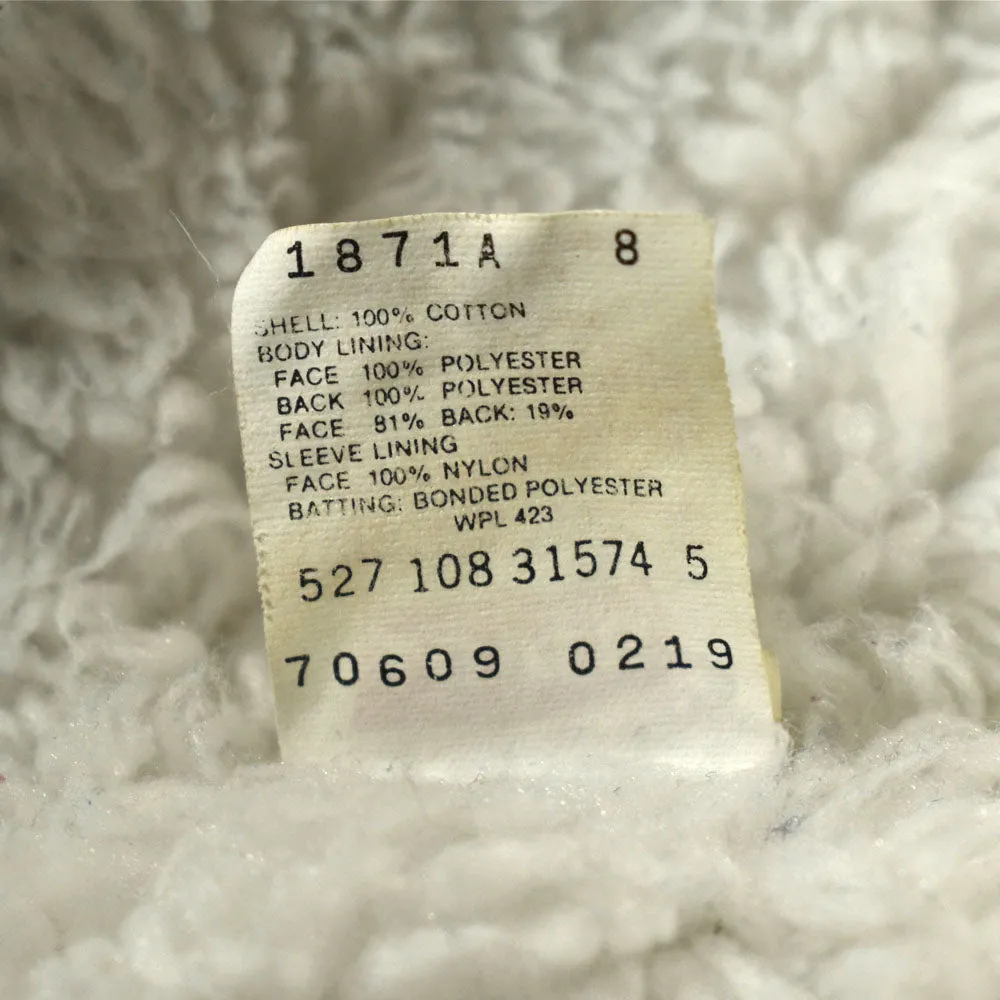 1871A 8
SHELL: 100% COTTON
BODY LINING:
FACE 100% POLYESTER
BACK 100% POLYESTER
FACE 81% BACK: 19%
SLEEVE LINING
FACE 100% NYLON
BATTING: BONDED POLYESTER
WPL 423
527 108 31574 5
70609 0219